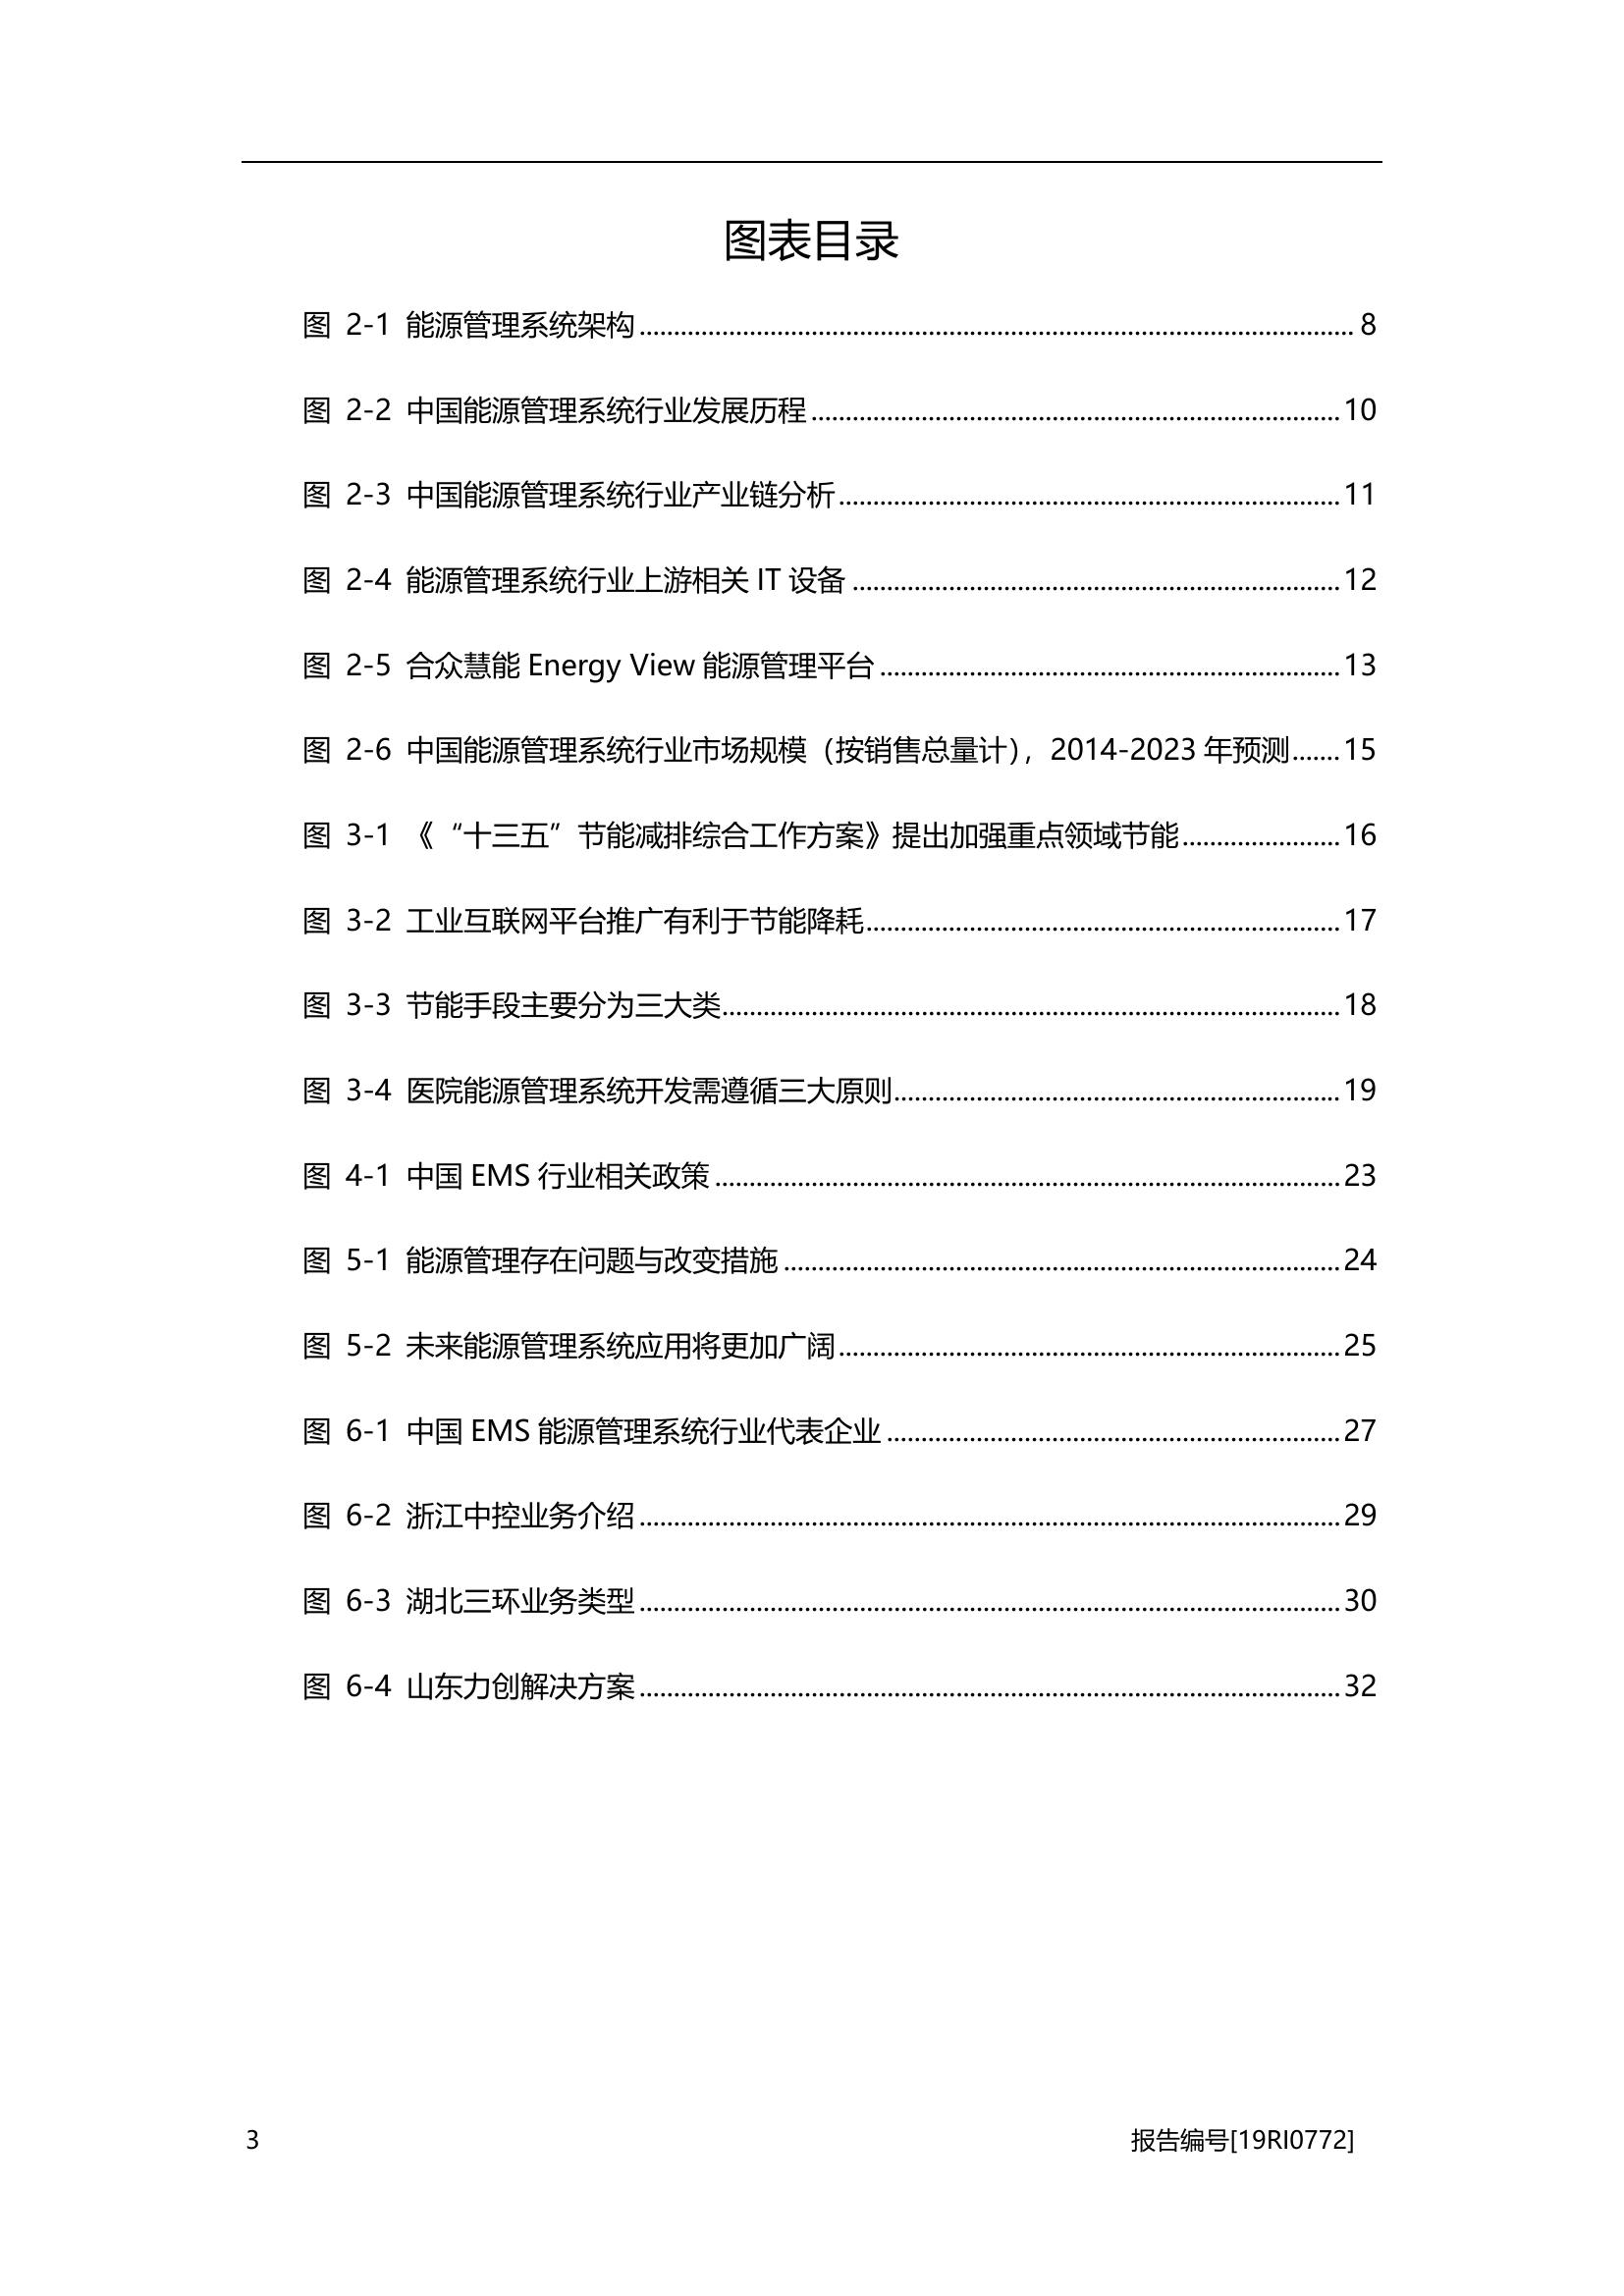 图表目录
图 2-1 能源管理系统架构........................................ 8
图 2-2 中国能源管理系统行业发展历程........................................10
图 2-3 中国能源管理系统行业产业链分析........................................11
图 2-4 能源管理系统行业上游相关 IT 设备........................................12
图 2-5 合众慧能 Energy View 能源管理平台........................................13
图 2-6 中国能源管理系统行业市场规模（按销售总量计），2014-2023 年预测.......15
图 3-1 《“十三五”节能减排综合工作方案》提出加强重点领域节能.......................16
图 3-2 工业互联网平台推广有利于节能降耗........................................17
图 3-3 节能手段主要分为三大类........................................18
图 3-4 医院能源管理系统开发需遵循三大原则........................................19
图 4-1 中国 EMS 行业相关政策........................................23
图 5-1 能源管理存在问题与改变措施........................................24
图 5-2 未来能源管理系统应用将更加广阔........................................25
图 6-1 中国 EMS 能源管理系统行业代表企业........................................27
图 6-2 浙江中控业务介绍........................................29
图 6-3 湖北三环业务类型........................................30
图 6-4 山东力创解决方案........................................32
3 报告编号[19RI0772]